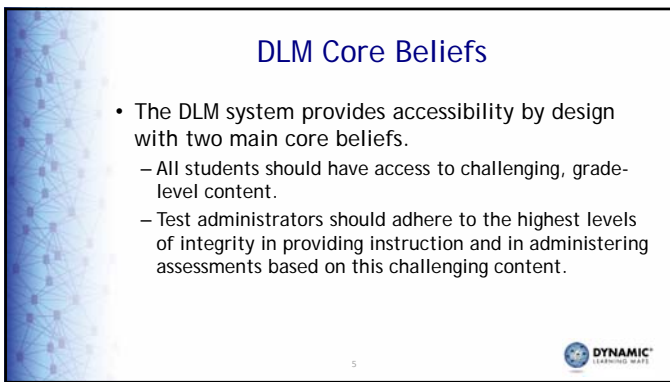 DLM Core Beliefs
• The DLM system provides accessibility by design
with two main core beliefs.
– All students should have access to challenging, grade-
level content.
– Test administrators should adhere to the highest levels
of integrity in providing instruction and in administering
assessments based on this challenging content.
5
DYNAMIC
LEARNING MAPS